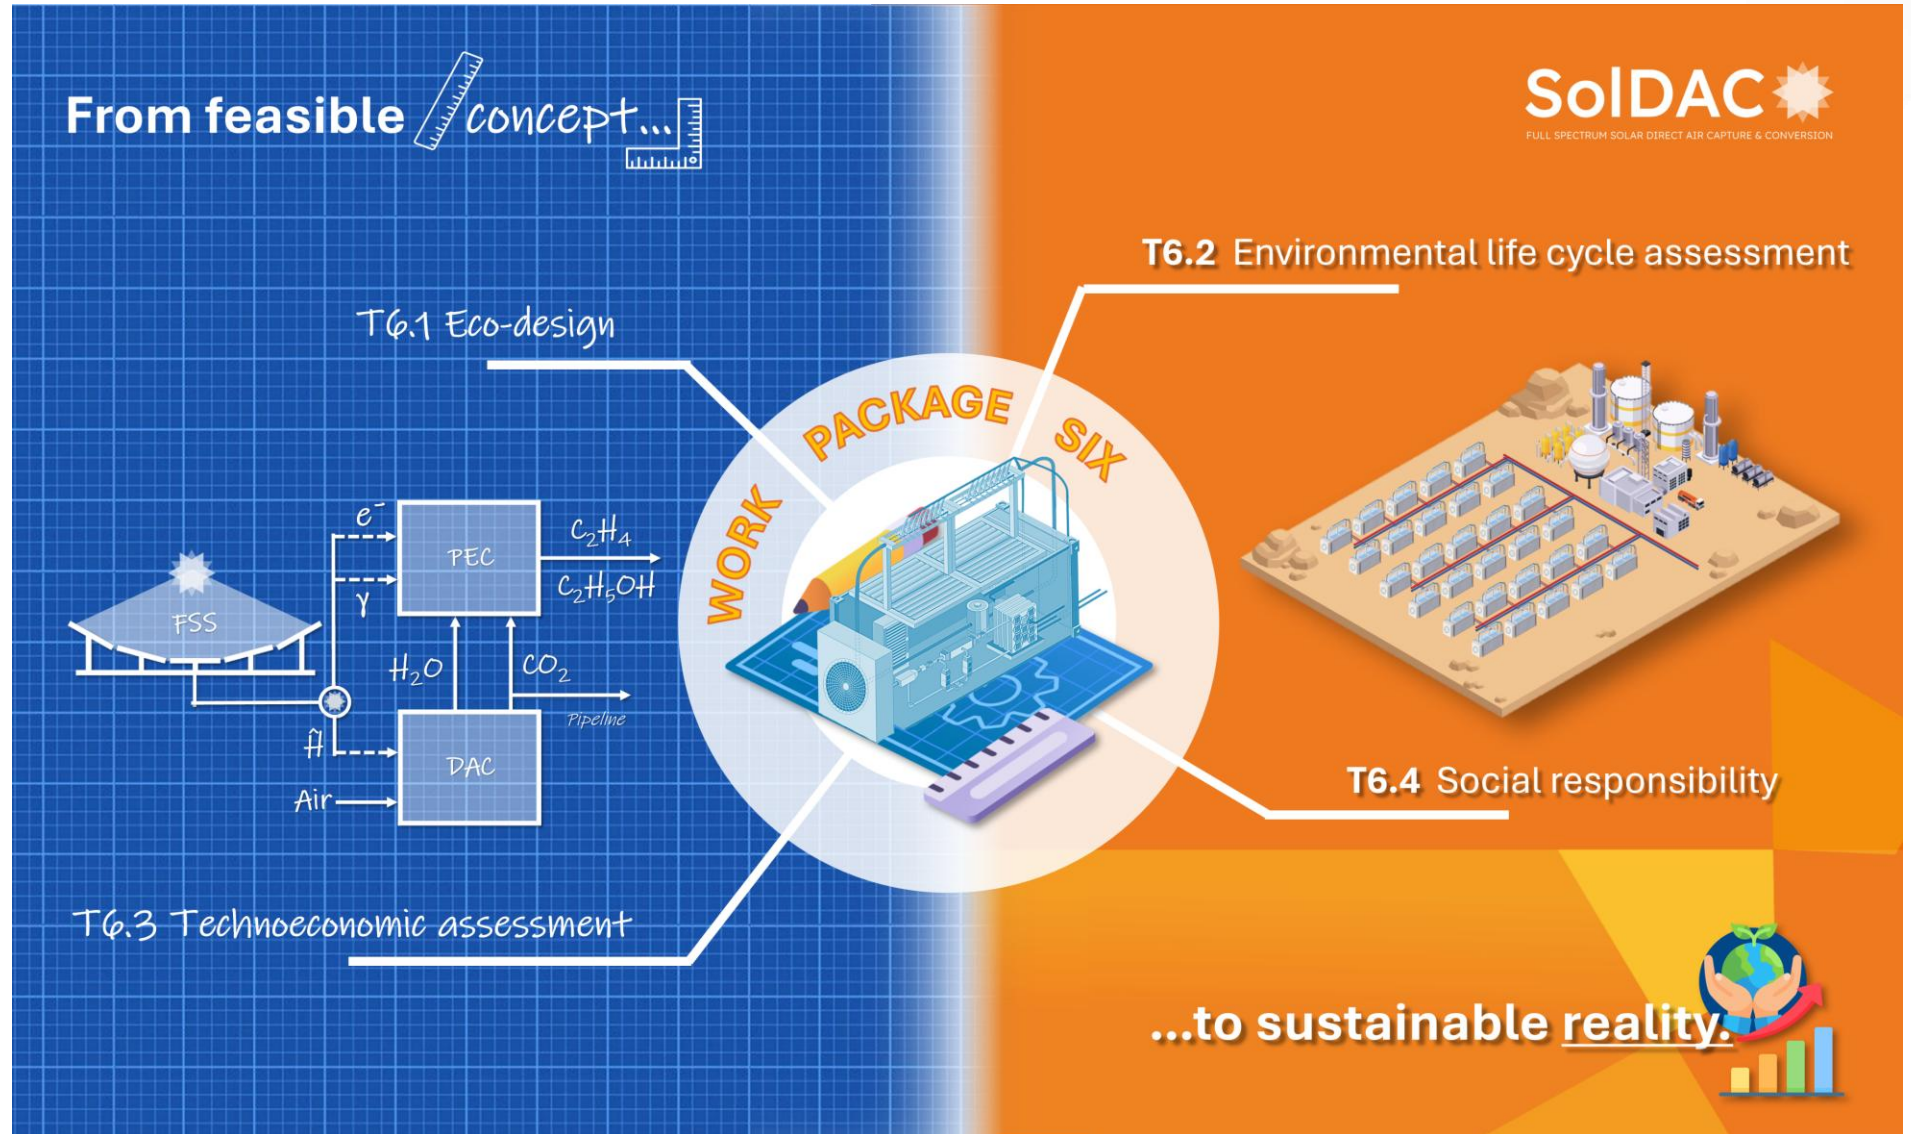 From feasible concept...
SolDAC
FULL SPECTRUM SOLAR DIRECT AIR CAPTURE & CONVERSION
T6.2 Environmental life cycle assessment
T6.1 Eco-design
WORK PACKAGE SIX
e⁻
PEC
C₂H₄
C₂H₅OH
γ
FSS
H₂O
CO₂
Pipeline
Ĥ
DAC
Air
T6.4 Social responsibility
T6.3 Technoeconomic assessment
...to sustainable reality.